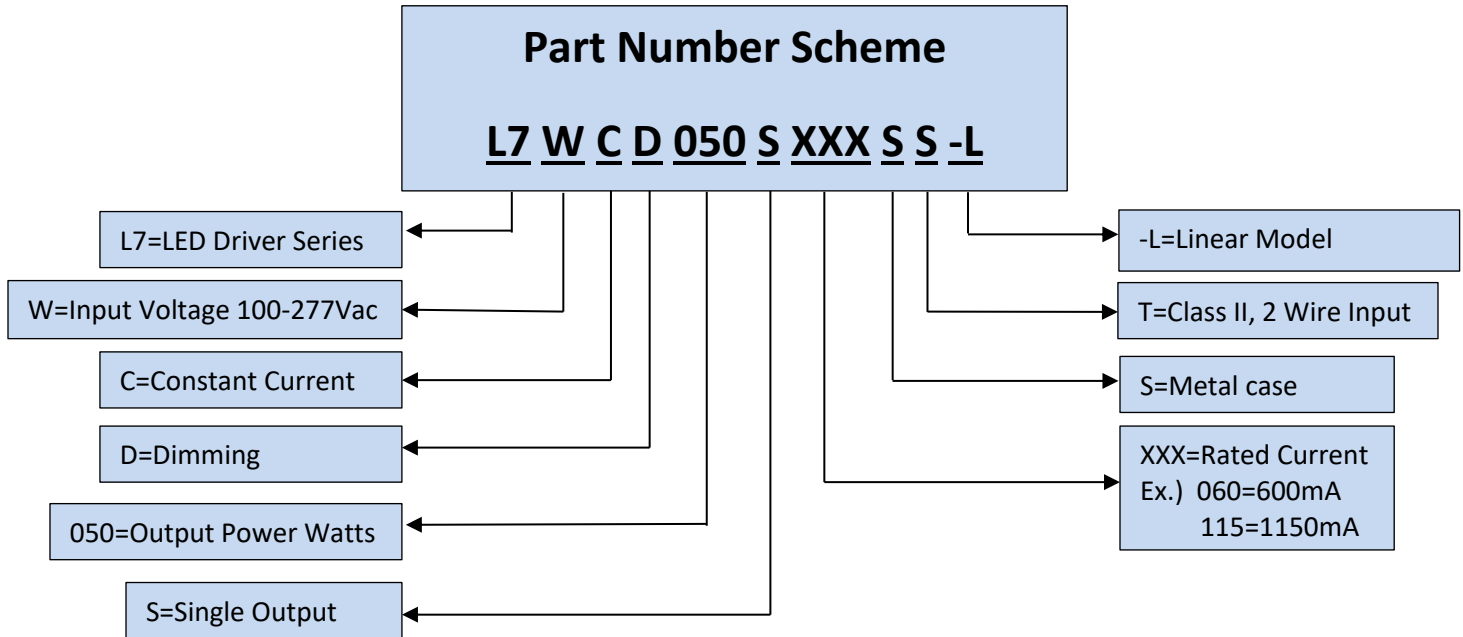 Part Number Scheme
L7 W C D 050 S XXX S S -L
L7=LED Driver Series
W=Input Voltage 100-277Vac
C=Constant Current
D=Dimming
050=Output Power Watts
S=Single Output
-L=Linear Model
T=Class II, 2 Wire Input
S=Metal case
XXX=Rated Current
Ex.) 060=600mA
115=1150mA